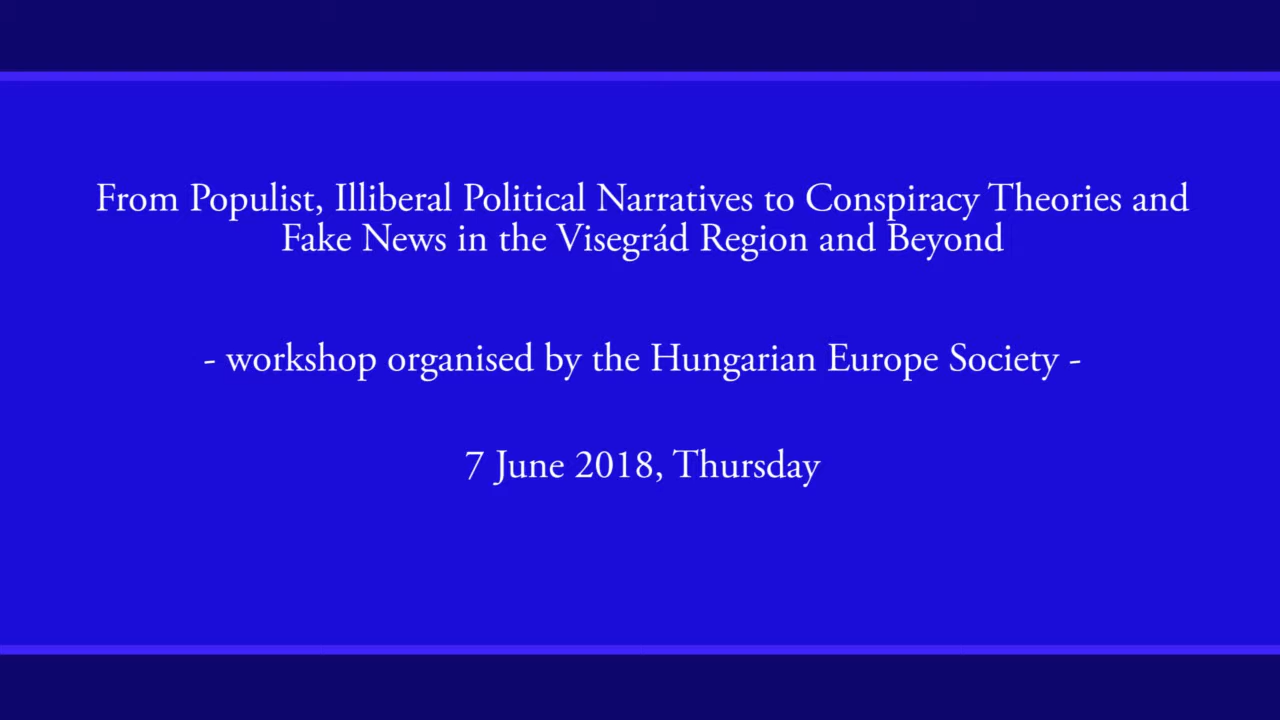 From Populist, Illiberal Political Narratives to Conspiracy Theories and
Fake News in the Visegrád Region and Beyond
- workshop organised by the Hungarian Europe Society -
7 June 2018, Thursday